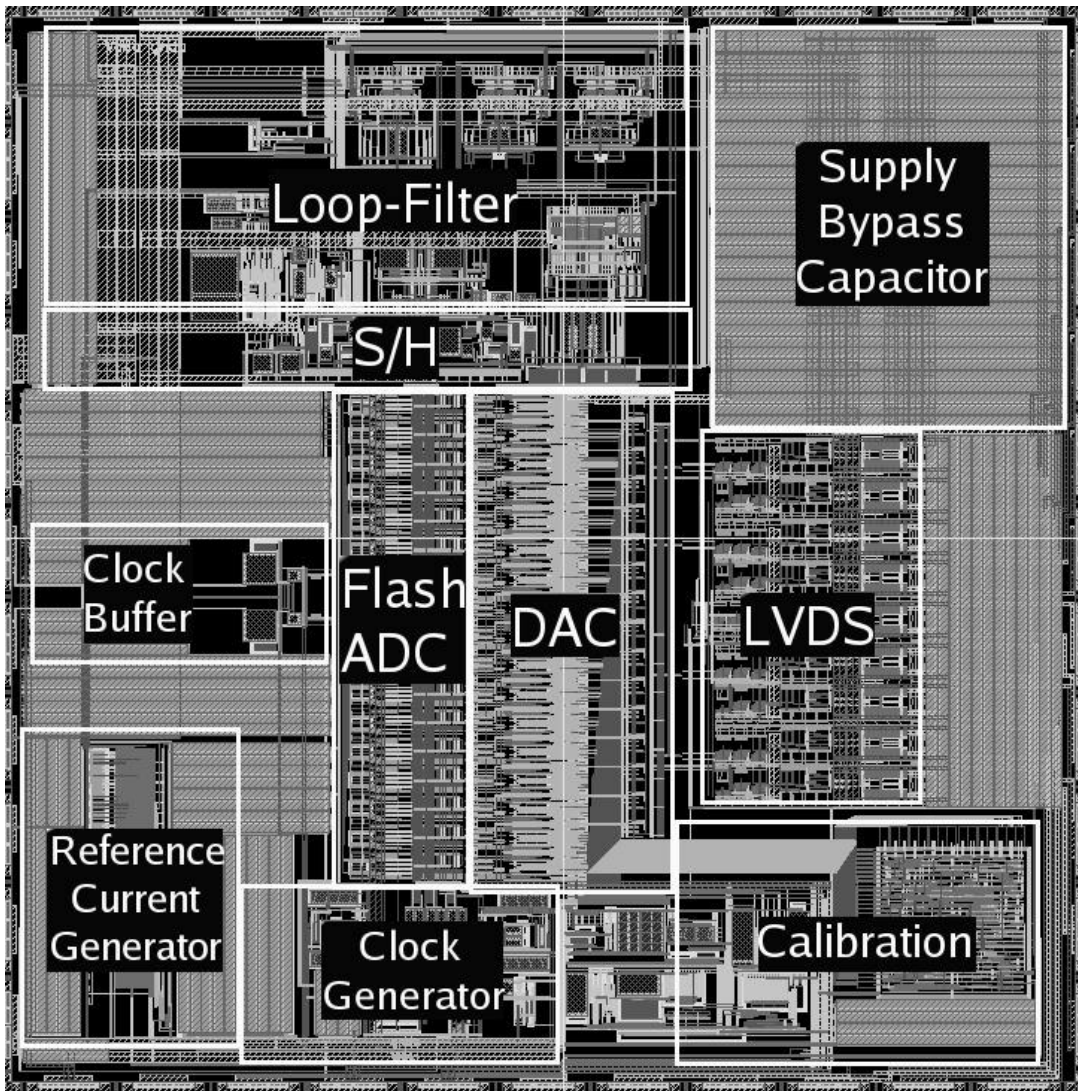 Loop-Filter
Supply
Bypass
Capacitor
S/H
Clock
Buffer
Flash
ADC
DAC
LVDS
Reference
Current
Generator
Clock
Generator
Calibration